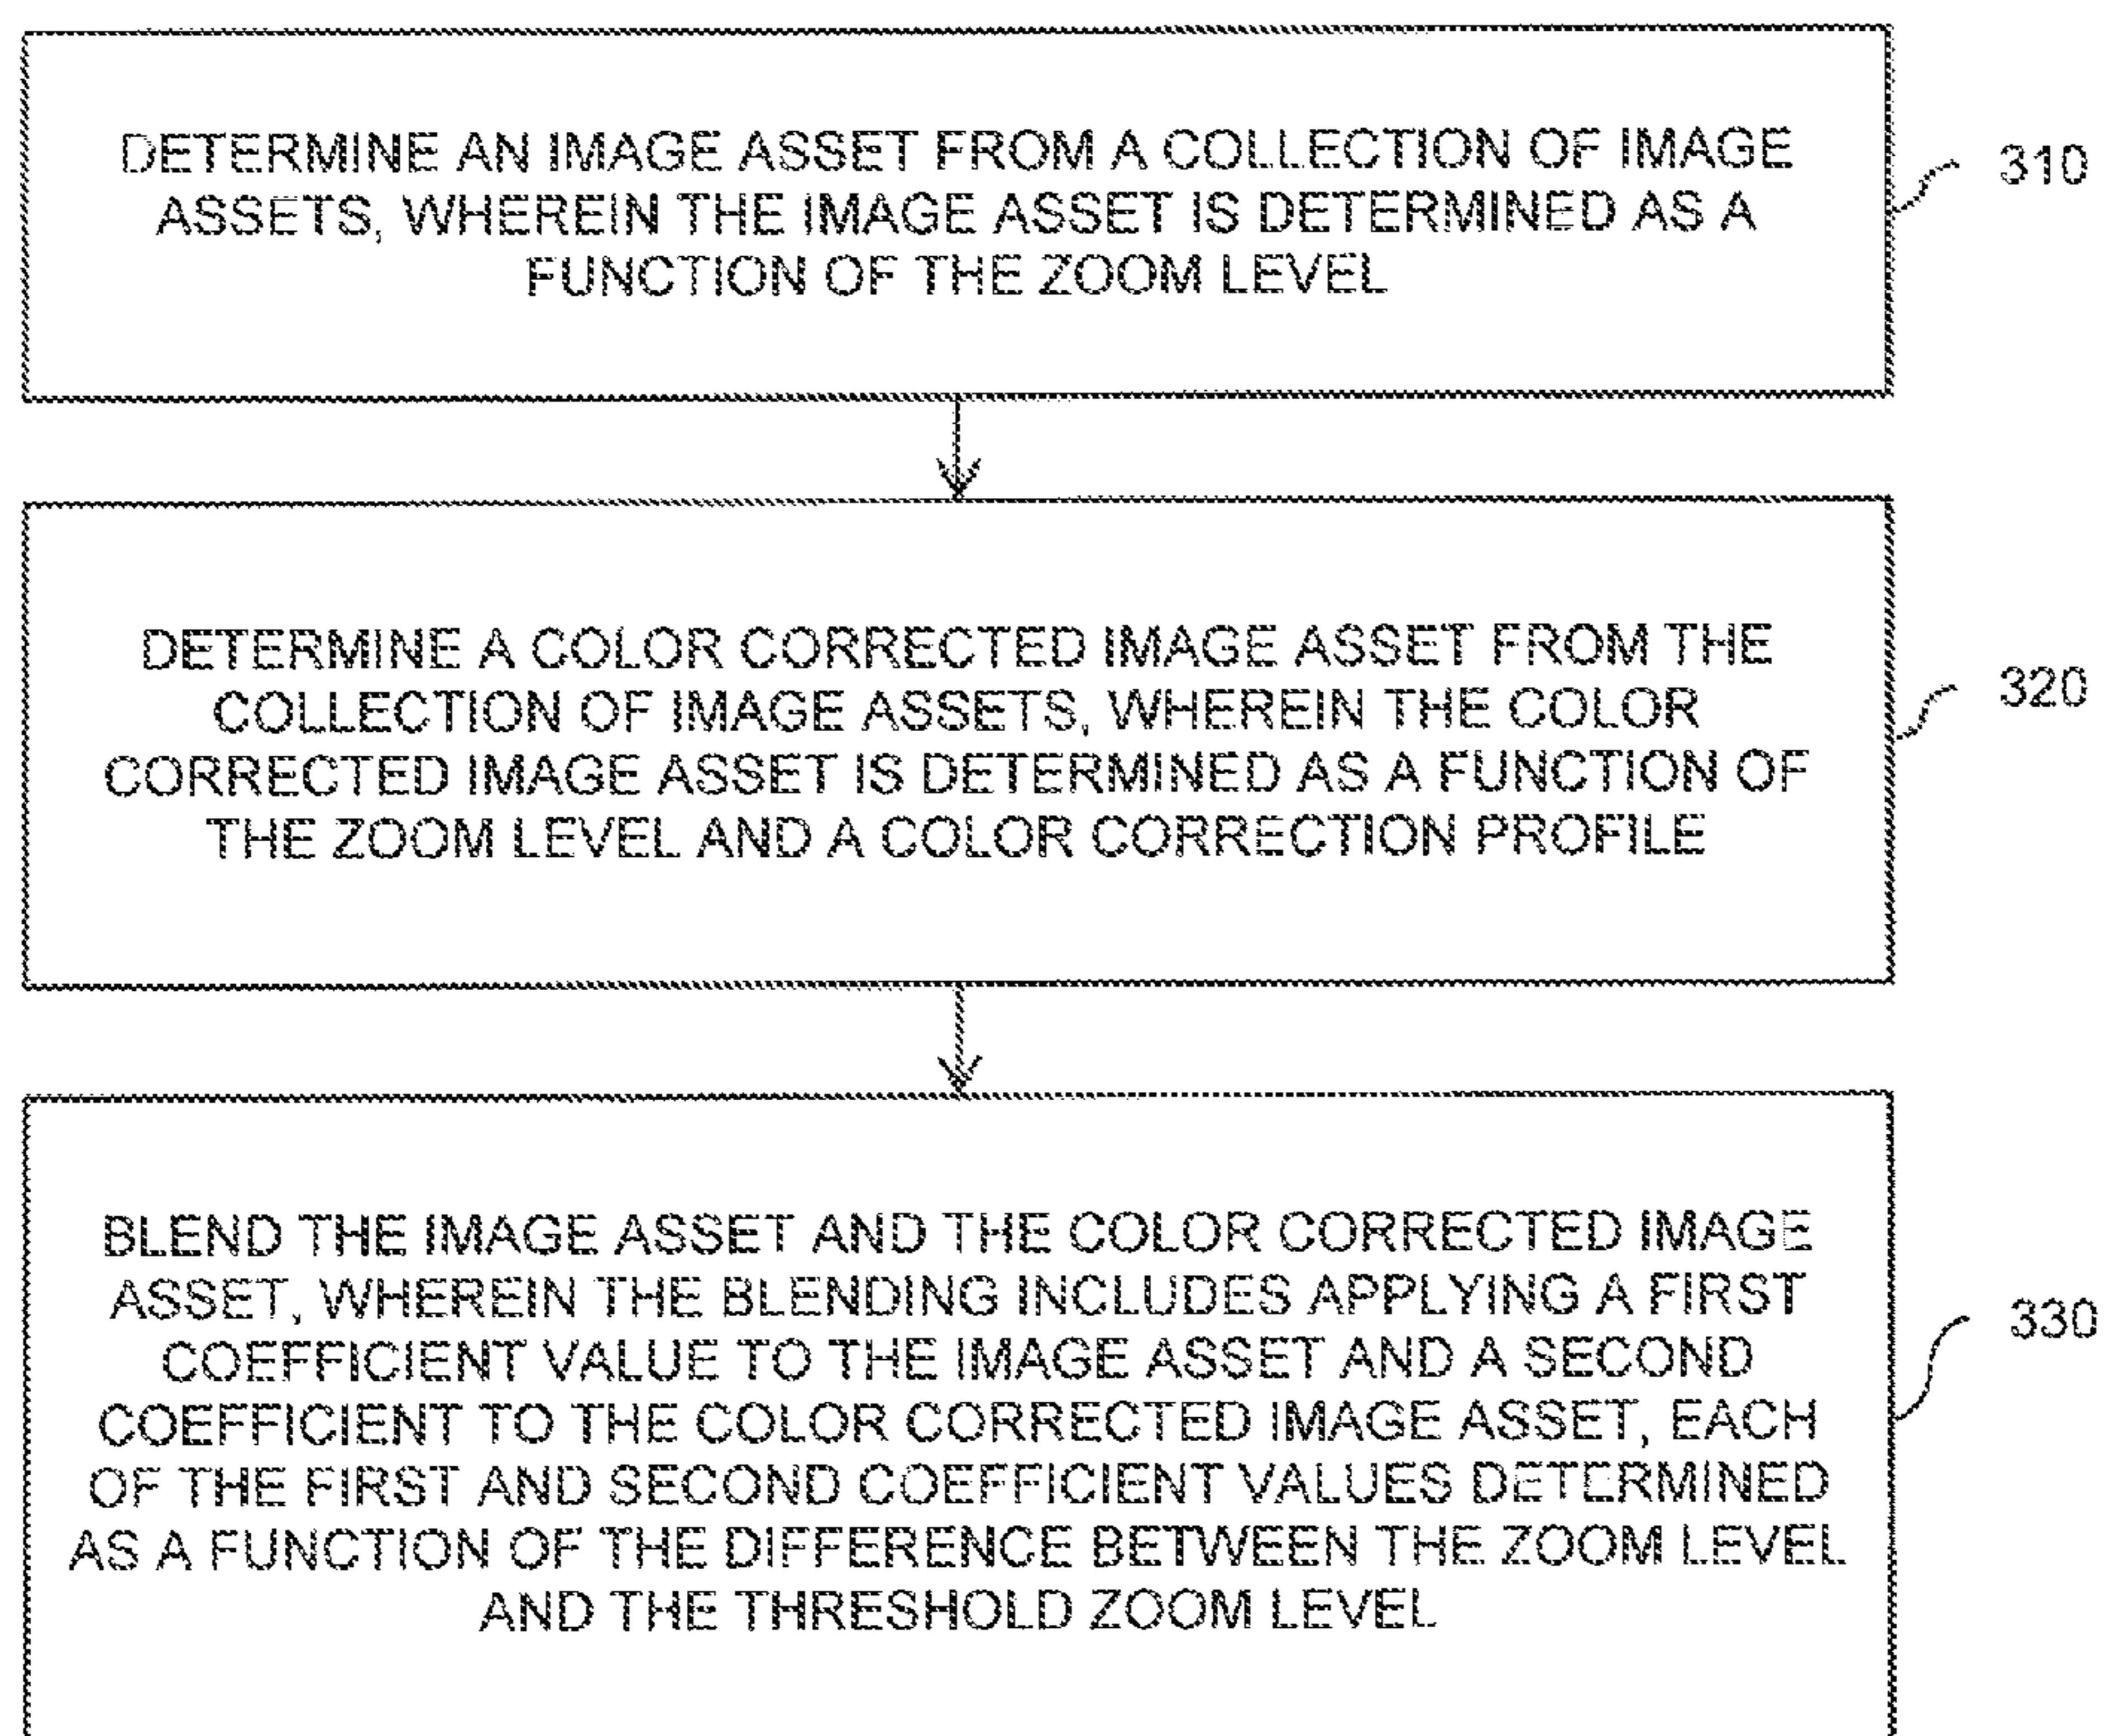 DETERMINE AN IMAGE ASSET FROM A COLLECTION OF IMAGE
ASSETS, WHEREIN THE IMAGE ASSET IS DETERMINED AS A
FUNCTION OF THE ZOOM LEVEL
310
DETERMINE A COLOR CORRECTED IMAGE ASSET FROM THE
COLLECTION OF IMAGE ASSETS, WHEREIN THE COLOR
CORRECTED IMAGE ASSET IS DETERMINED AS A FUNCTION OF
THE ZOOM LEVEL AND A COLOR CORRECTION PROFILE
320
BLEND THE IMAGE ASSET AND THE COLOR CORRECTED IMAGE
ASSET, WHEREIN THE BLENDING INCLUDES APPLYING A FIRST
COEFFICIENT VALUE TO THE IMAGE ASSET AND A SECOND
COEFFICIENT TO THE COLOR CORRECTED IMAGE ASSET, EACH
OF THE FIRST AND SECOND COEFFICIENT VALUES DETERMINED
AS A FUNCTION OF THE DIFFERENCE BETWEEN THE ZOOM LEVEL
AND THE THRESHOLD ZOOM LEVEL
330